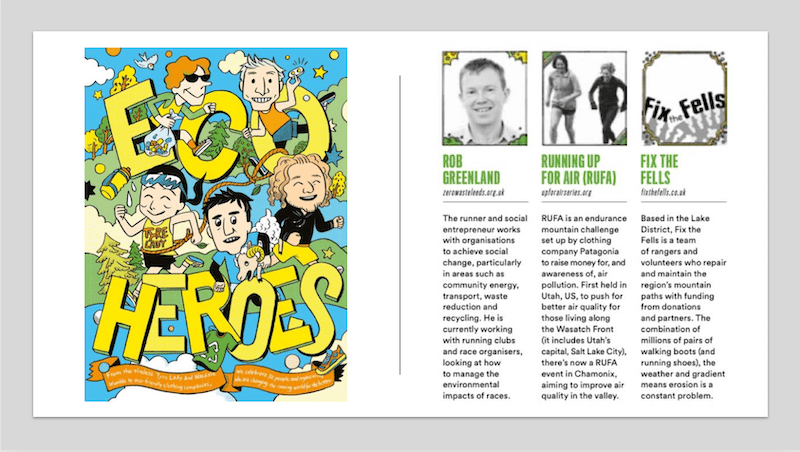 ECO
TYNE
LADY
HEROES
From the tireless Tyne Lady and Wombles
to eco-friendly clothing
We celebrate 20 people and
who are changing the running world for the better
Fix the Fells
ROB
GREENLAND
zerowasteleeds.org.uk
The runner and social
entrepreneur works
with organisations
to achieve social
change, particularly
in areas such as
community energy,
transport, waste
reduction and
recycling. He is
currently working
with running clubs
and race organisers,
looking at how
to manage the
environmental
impacts of races.
RUNNING UP
FOR AIR (RUFA)
upforairseries.org
RUFA is an endurance
mountain challenge
set up by clothing
company Patagonia
to raise money for, and
awareness of, air
pollution. First held in
Utah, US, to push for
better air quality for
those living along
the Wasatch Front
(it includes Utah's
capital, Salt Lake City),
there's now a RUFA
event in Chamonix,
aiming to improve air
quality in the valley.
FIX THE
FELLS
fixthefells.co.uk
Based in the Lake
District, Fix the
Fells is a team
of rangers and
volunteers who repair
and maintain the
region's mountain
paths with funding
from donations
and partners. The
combination of
millions of pairs of
walking boots (and
running shoes), the
weather and gradient
means erosion is a
constant problem.